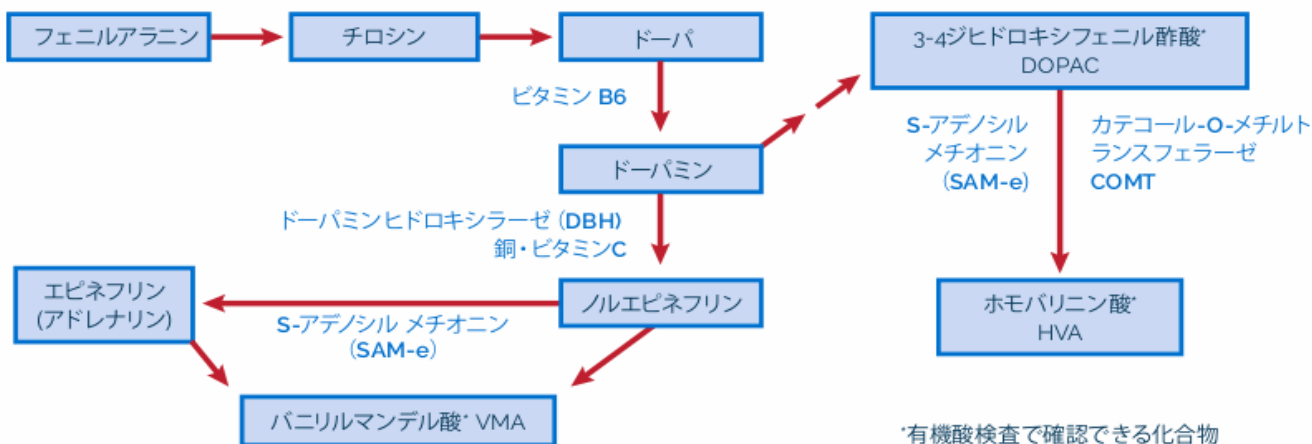 フェニルアラニン
チロシン
ドーパ
3-4ジヒドロキシフェニル酢酸*
DOPAC
ビタミン B6
S-アデノシル
メチオニン
(SAM-e)
カテコール-O-メチルト
ランスフェラーゼ
COMT
ドーパミン
ドーパミンヒドロキシラーゼ (DBH)
銅・ビタミンC
エピネフリン
(アドレナリン)
ノルエピネフリン
S-アデノシル メチオニン
(SAM-e)
ホモバリニン酸*
HVA
バニリルマンデル酸* VMA
*有機酸検査で確認できる化合物